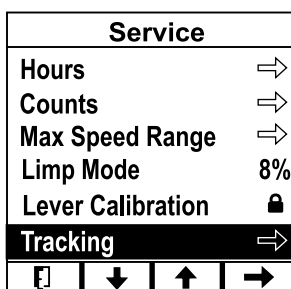 Service
Hours
Counts
Max Speed Range
Limp Mode 8%
Lever Calibration
Tracking